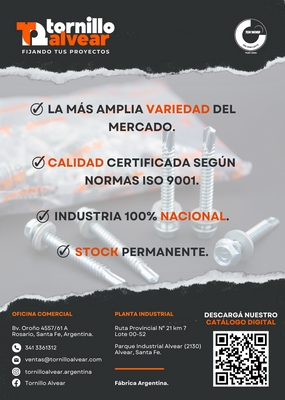 tornillo
alvear
FIJANDO TUS PROYECTOS
LA MÁS AMPLIA VARIEDAD DEL
MERCADO.
CALIDAD CERTIFICADA SEGÚN
NORMAS ISO 9001.
INDUSTRIA 100% NACIONAL.
STOCK PERMANENTE.
OFICINA COMERCIAL
Bv. Oroño 4557/61 A
Rosario, Santa Fe, Argentina.
341 3361312
ventas@tornilloalvear.com
tornilloalvear.argentina
Tornillo Alvear
PLANTA INDUSTRIAL
Ruta Provincial N° 21 km 7
Lote 00-52
Parque Industrial Alvear (2130)
Alvear, Santa Fe.
Fábrica Argentina.
DESCARGÁ NUESTRO
CATÁLOGO DIGITAL